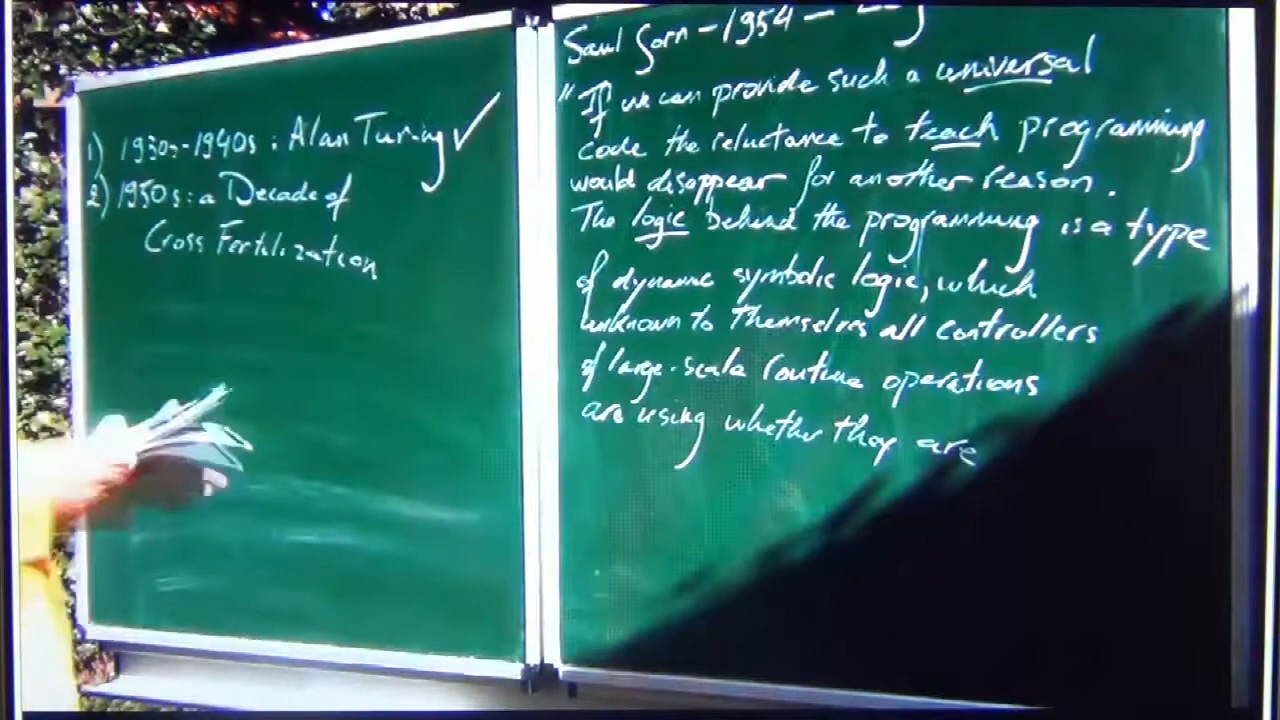 1) 1930s-1940s : Alan Turing ✓
2) 1950s : a Decade of
Cross Fertilization
Saul Gorn - 1954 -
"If we can provide such a universal
code the reluctance to teach programming
would disappear for another reason.
The logic behind the programming is a type
of dynamic symbolic logic, which
unknown to themselves all controllers
of large-scale routine operations
are using whether they are